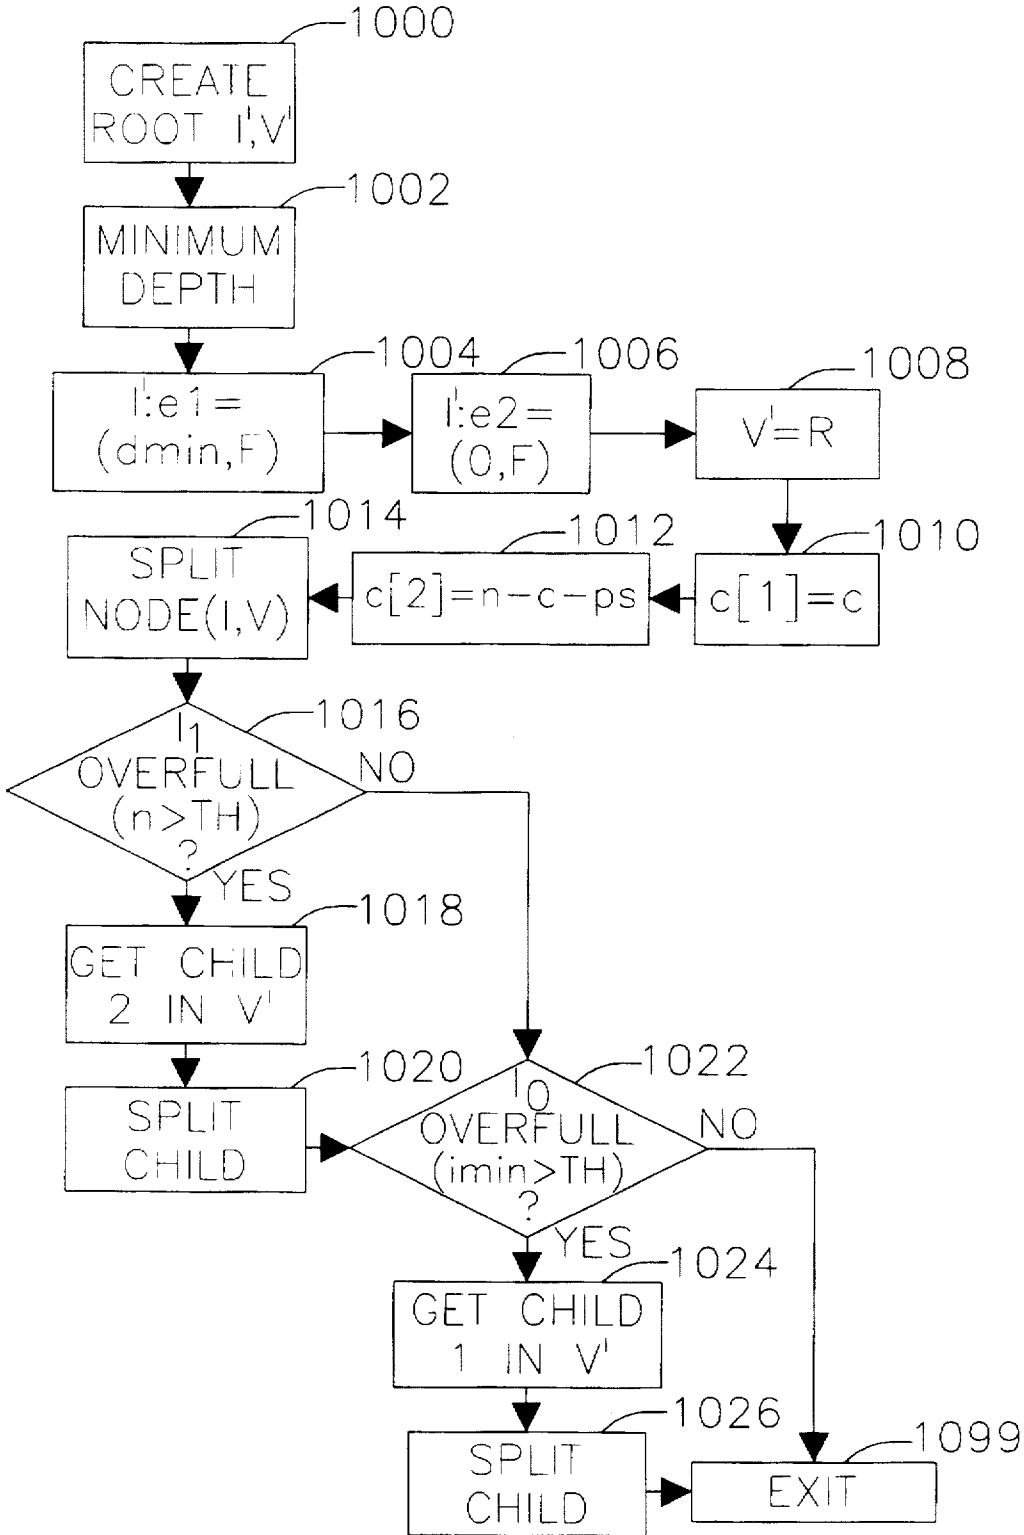 1000
CREATE
ROOT I',V'
1002
MINIMUM
DEPTH
1004
I':e1=
(dmin,F)
1006
I':e2=
(0,F)
1008
V'=R
1010
c[1]=c
1012
c[2]=n-c-ps
1014
SPLIT
NODE(I,V)
1016
I1
OVERFULL
(n>TH)
?
NO
YES
1018
GET CHILD
2 IN V'
1020
SPLIT
CHILD
1022
I0
OVERFULL
(imin>TH)
?
NO
YES
1024
GET CHILD
1 IN V'
1026
SPLIT
CHILD
1099
EXIT